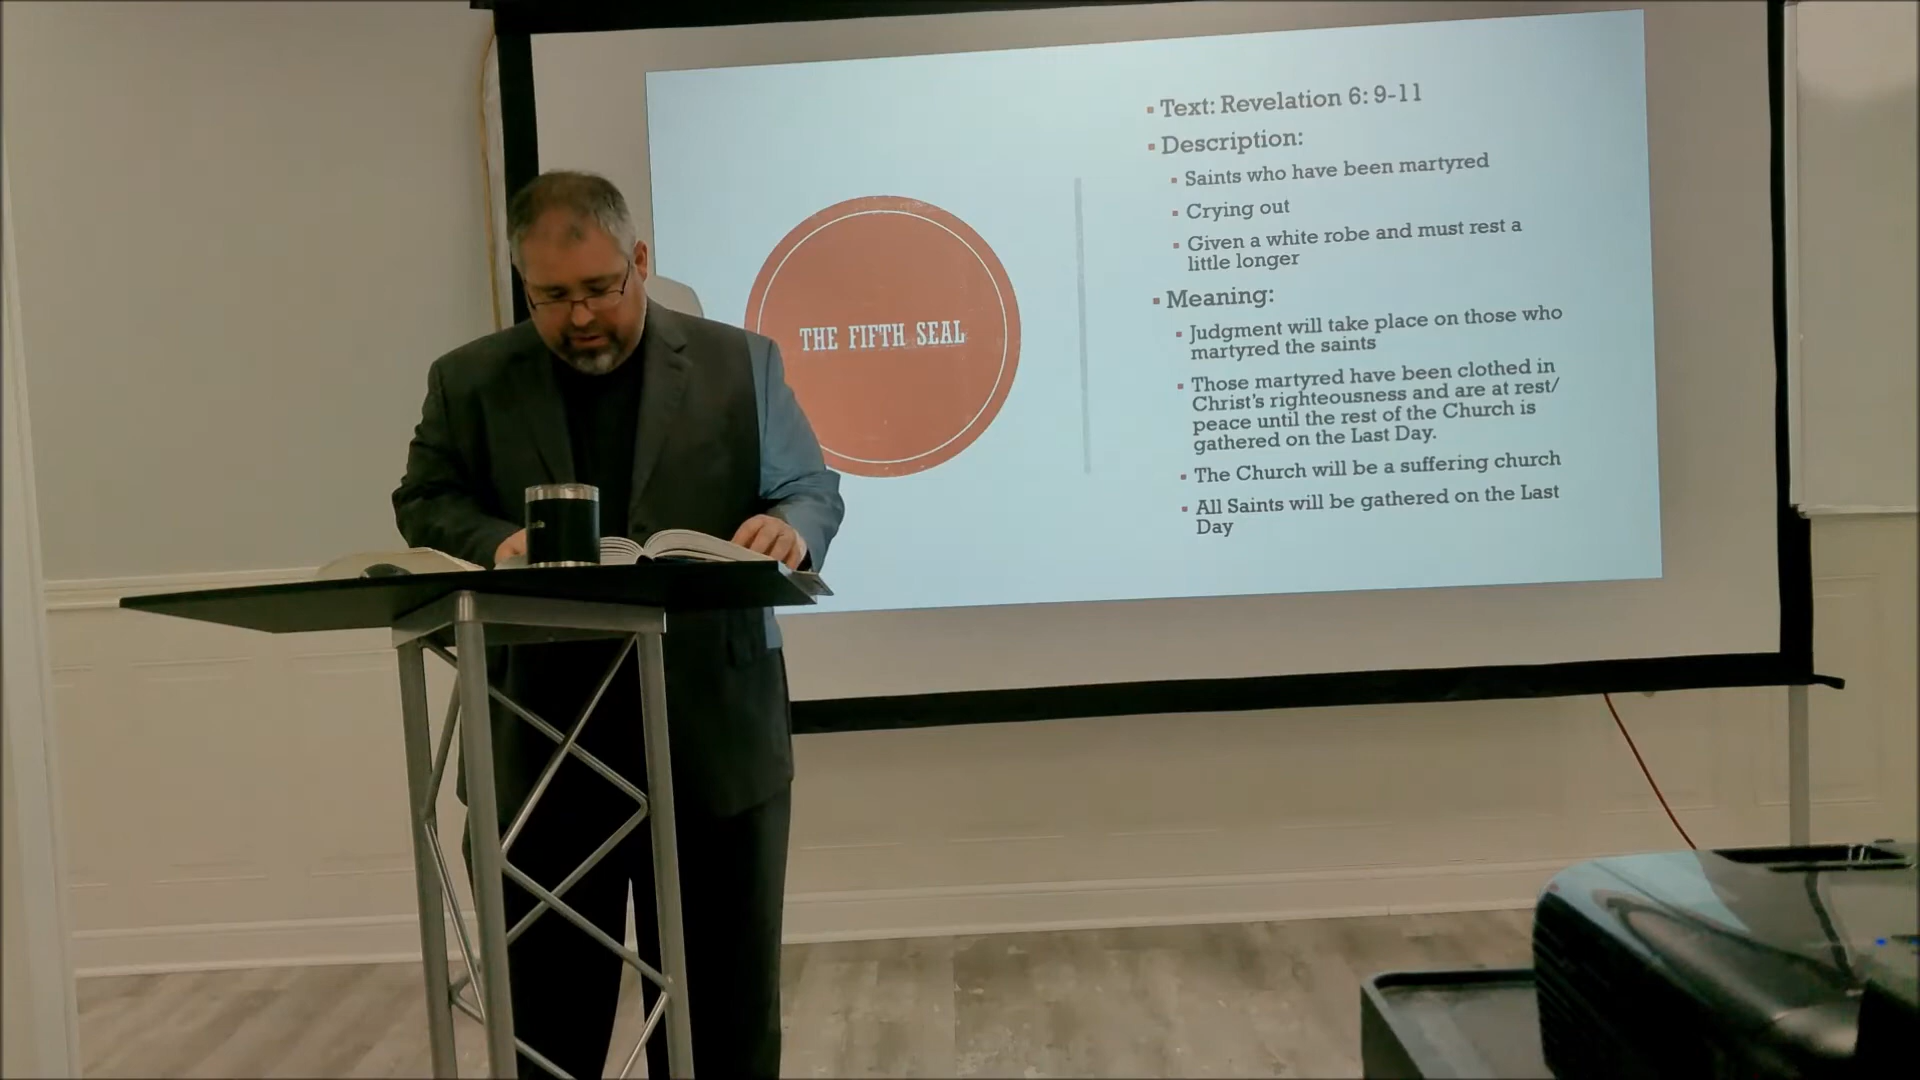 THE FIFTH SEAL
Text: Revelation 6: 9-11
Description:
Saints who have been martyred
Crying out
Given a white robe and must rest a
little longer
Meaning:
Judgment will take place on those who
martyred the saints
Those martyred have been clothed in
Christ's righteousness and are at rest/
peace until the rest of the Church is
gathered on the Last Day.
The Church will be a suffering church
All Saints will be gathered on the Last
Day